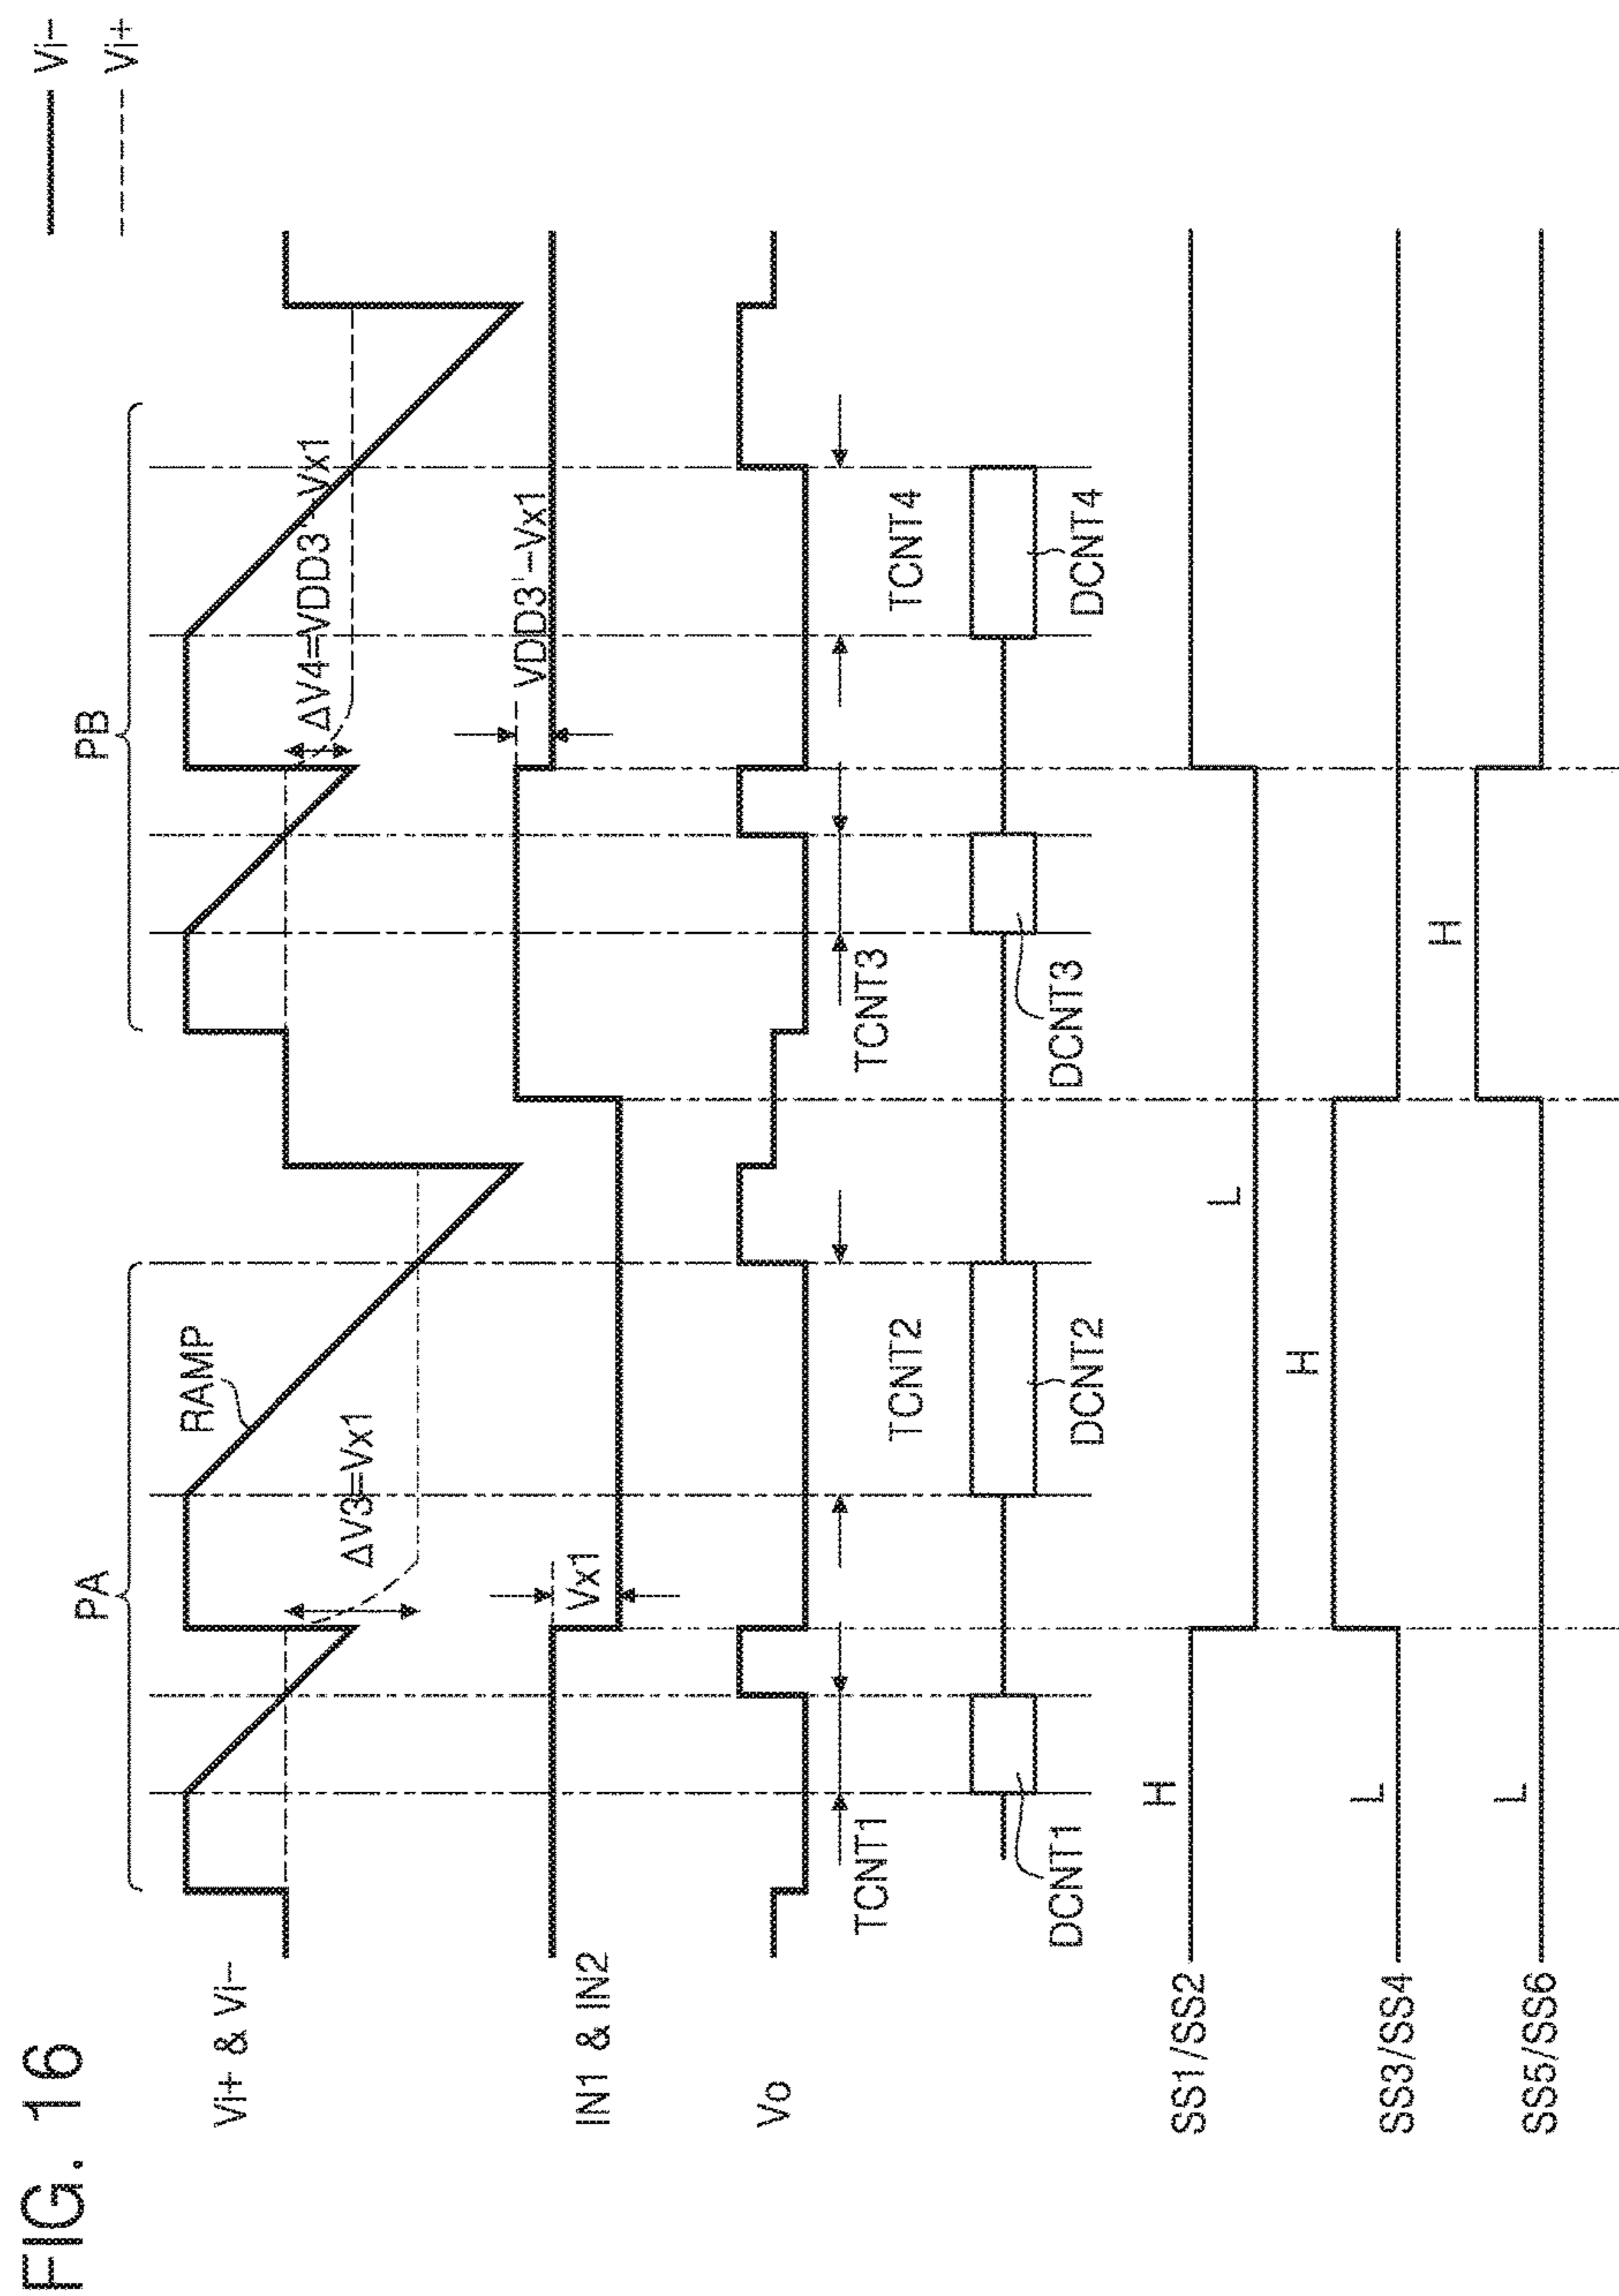 FIG. 16
Vi−
Vi+
PA
PB
Vi+ & Vi−
RAMP
ΔV3=Vx1
ΔV4=VDD3'−Vx1
IN1 & IN2
Vx1
VDD3'−Vx1
Vo
TCNT1
TCNT2
TCNT3
TCNT4
DCNT1
DCNT2
DCNT3
DCNT4
SS1/SS2
H
L
SS3/SS4
L
H
SS5/SS6
L
H